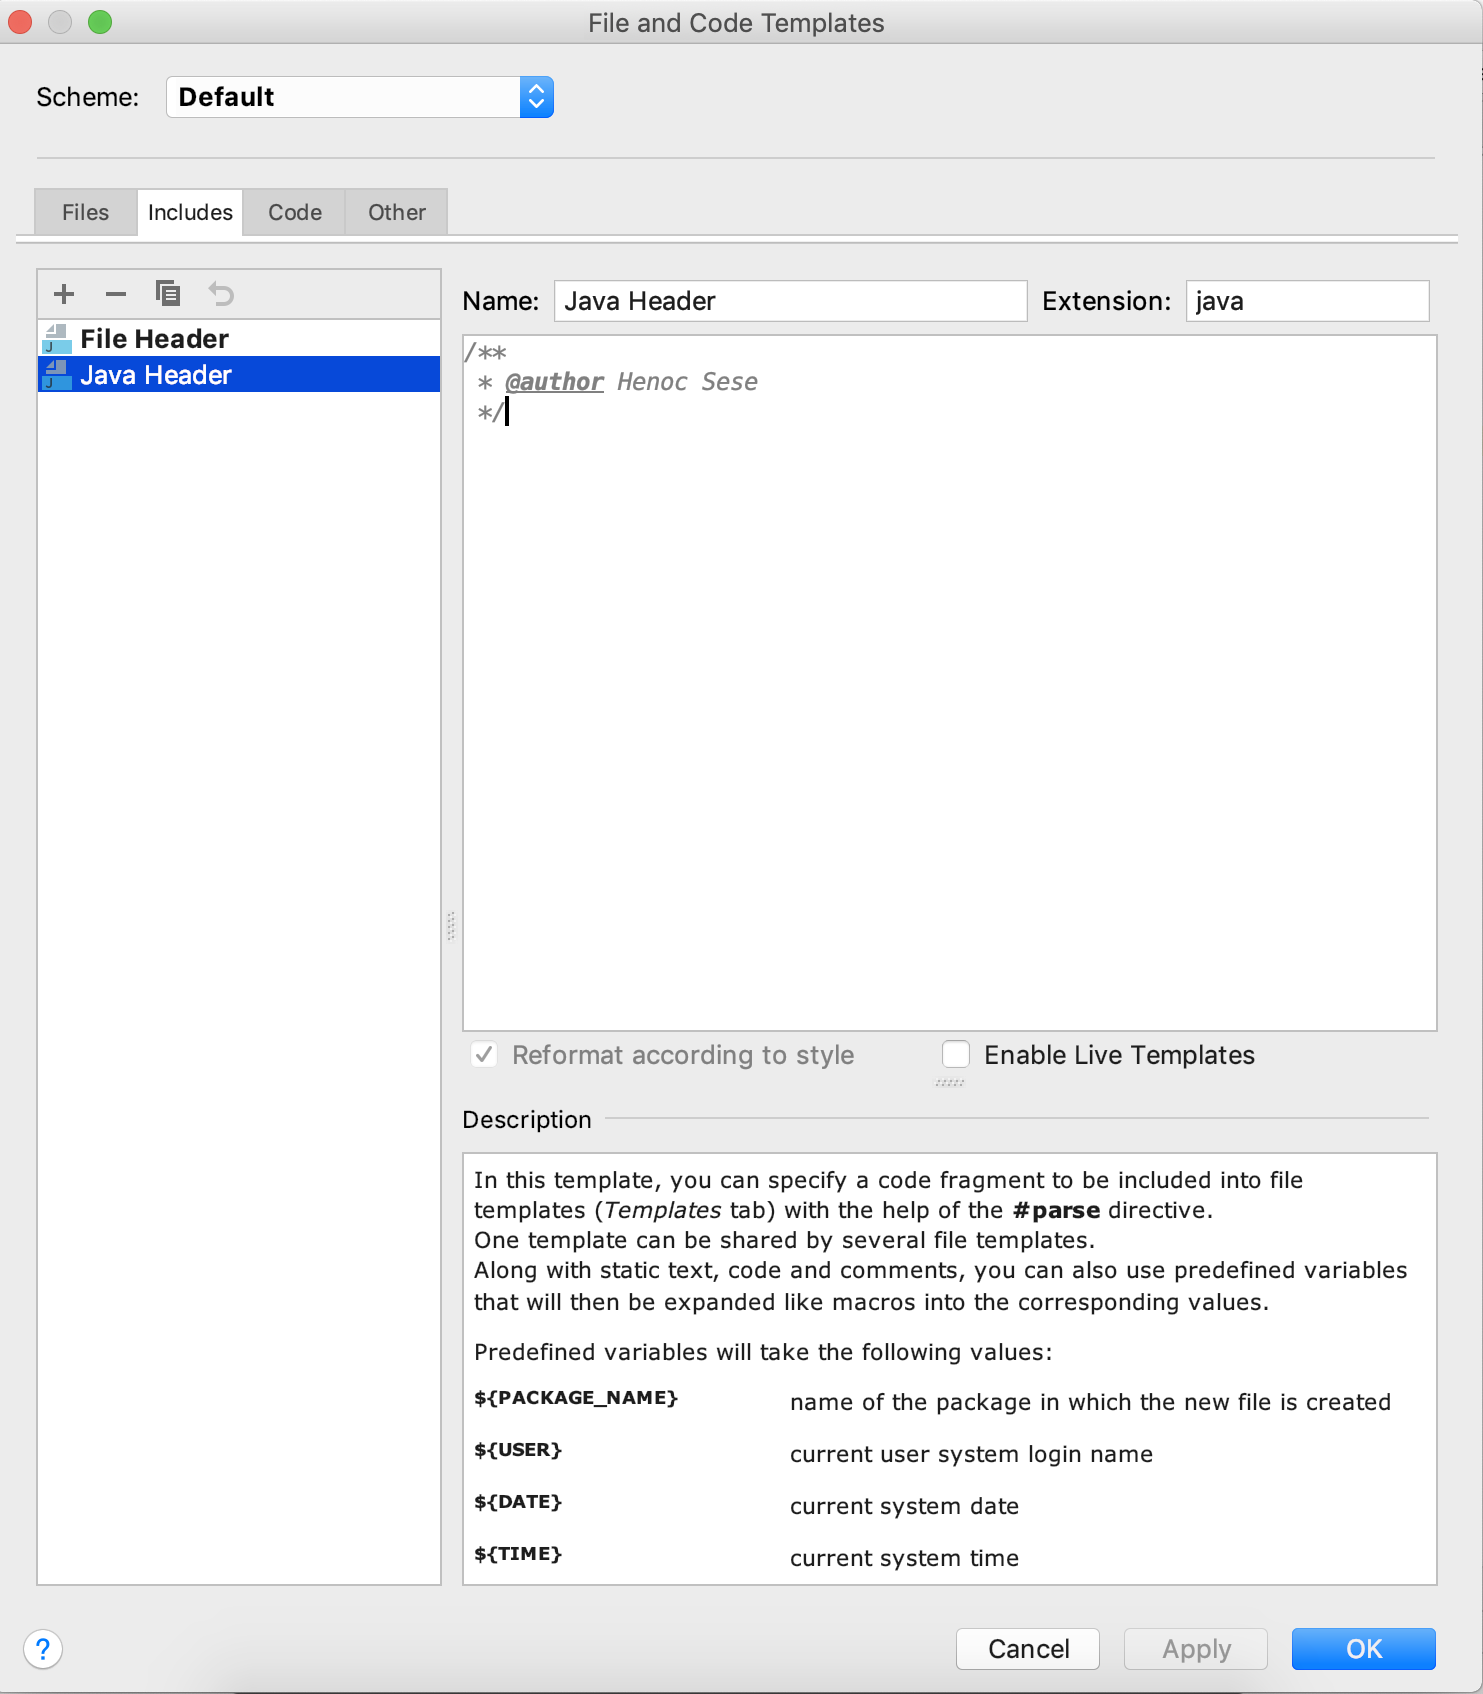 File and Code Templates
Scheme: Default
Files Includes Code Other
Name: Java Header Extension: java
File Header
Java Header
/**
 * @author Henoc Sese
 */
Reformat according to style Enable Live Templates
Description
In this template, you can specify a code fragment to be included into file
templates (Templates tab) with the help of the #parse directive.
One template can be shared by several file templates.
Along with static text, code and comments, you can also use predefined variables
that will then be expanded like macros into the corresponding values.
Predefined variables will take the following values:
${PACKAGE_NAME} name of the package in which the new file is created
${USER} current user system login name
${DATE} current system date
${TIME} current system time
? Cancel Apply OK